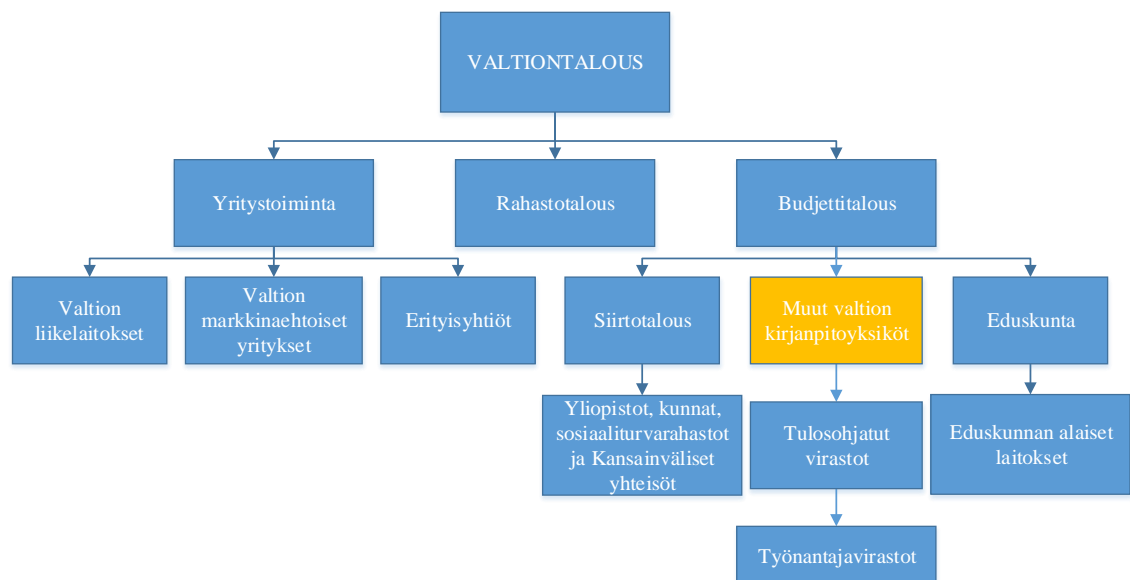 VALTIONTALOUS
Yritystoiminta
Rahastotalous
Budjettitalous
Valtion
liikelaitokset
Valtion
markkinaehtoiset
yritykset
Erityisyhtiöt
Siirtotalous
Muut valtion
kirjanpitoyksiköt
Eduskunta
Yliopistot, kunnat,
sosiaaliturvarahastot
ja Kansainväliset
yhteisöt
Tulosohjatut
virastot
Eduskunnan alaiset
laitokset
Työnantajavirastot